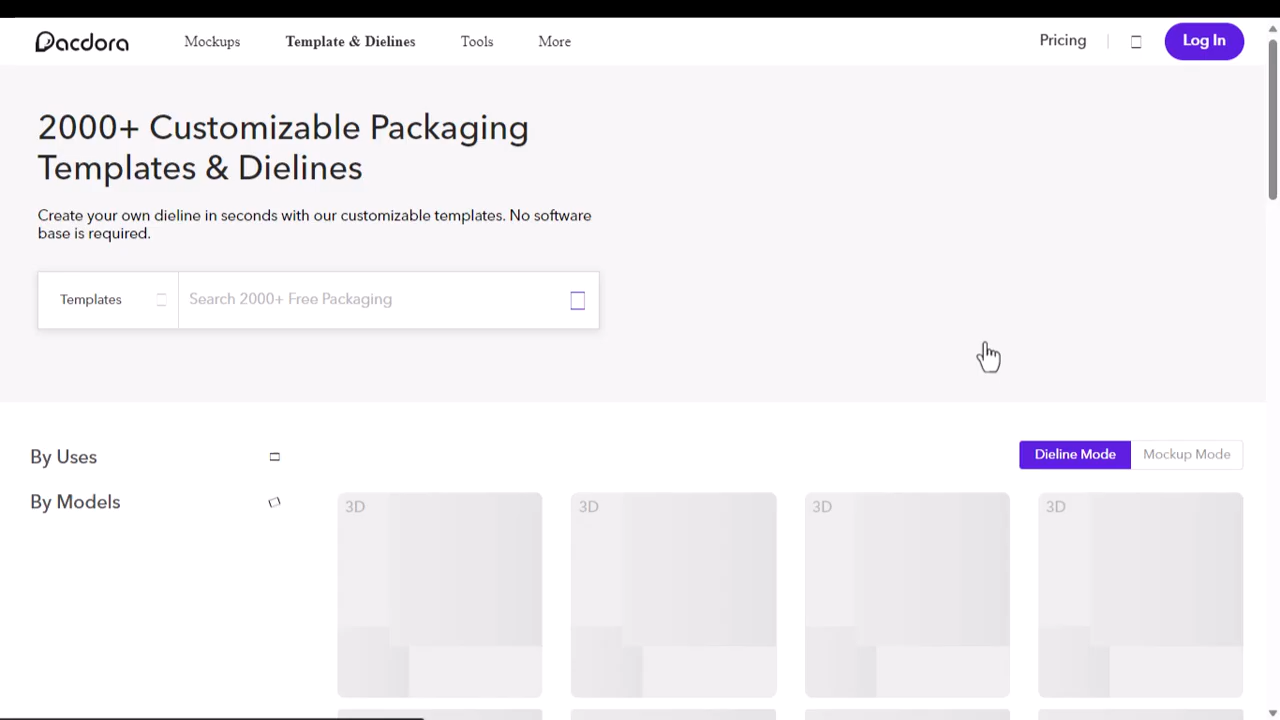 Pacdora
Mockups
Template & Dielines
Tools
More
Pricing
Log In
2000+ Customizable Packaging
Templates & Dielines
Create your own dieline in seconds with our customizable templates. No software
base is required.
Templates
Search 2000+ Free Packaging
By Uses
Dieline Mode
Mockup Mode
By Models
3D
3D
3D
3D